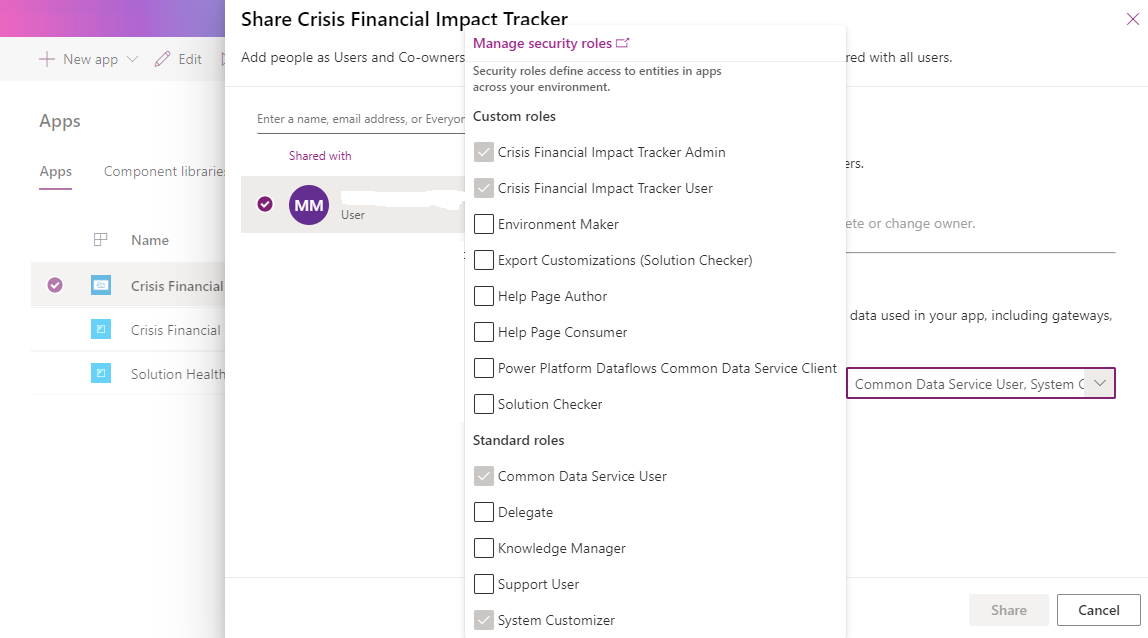 Share Crisis Financial Impact Tracker
New app
Edit
Add people as Users and Co-owners
red with all users.
Manage security roles
Security roles define access to entities in apps
across your environment.
Apps
Enter a name, email address, or Everyon
Custom roles
Shared with
Crisis Financial Impact Tracker Admin
ers.
Apps
Component libraries
Crisis Financial Impact Tracker User
MM
User
Environment Maker
ete or change owner.
Name
Export Customizations (Solution Checker)
Crisis Financial
Help Page Author
data used in your app, including gateways,
Crisis Financial
Help Page Consumer
Solution Health
Power Platform Dataflows Common Data Service Client
Common Data Service User, System C
Solution Checker
Standard roles
Common Data Service User
Delegate
Knowledge Manager
Support User
System Customizer
Share
Cancel